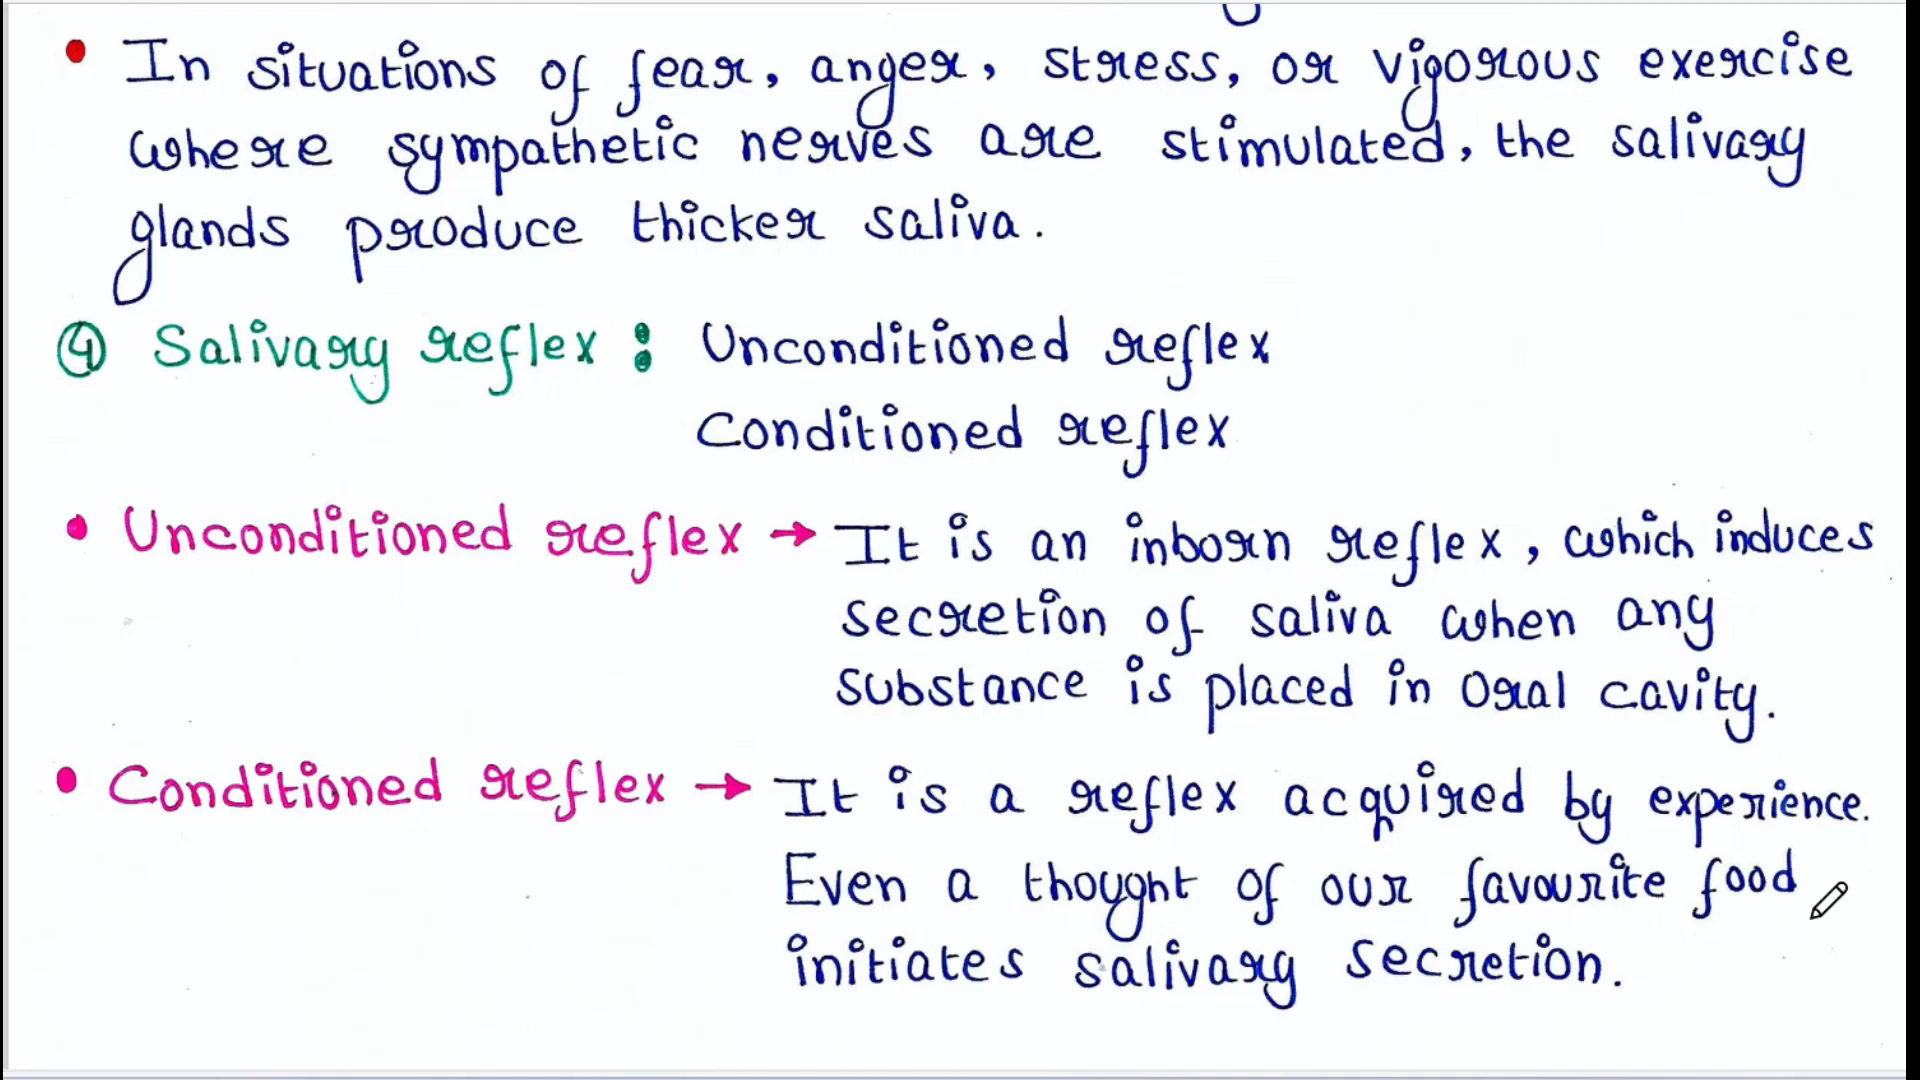 • In situations of fear, anger, stress, or vigorous exercise
where sympathetic nerves are stimulated, the salivary
glands produce thicker saliva.
④ Salivary reflex : Unconditioned reflex
Conditioned reflex
• Unconditioned reflex → It is an inborn reflex, which induces
secretion of saliva when any
substance is placed in oral cavity.
• Conditioned reflex → It is a reflex acquired by experience.
Even a thought of our favourite food
initiates salivary secretion.